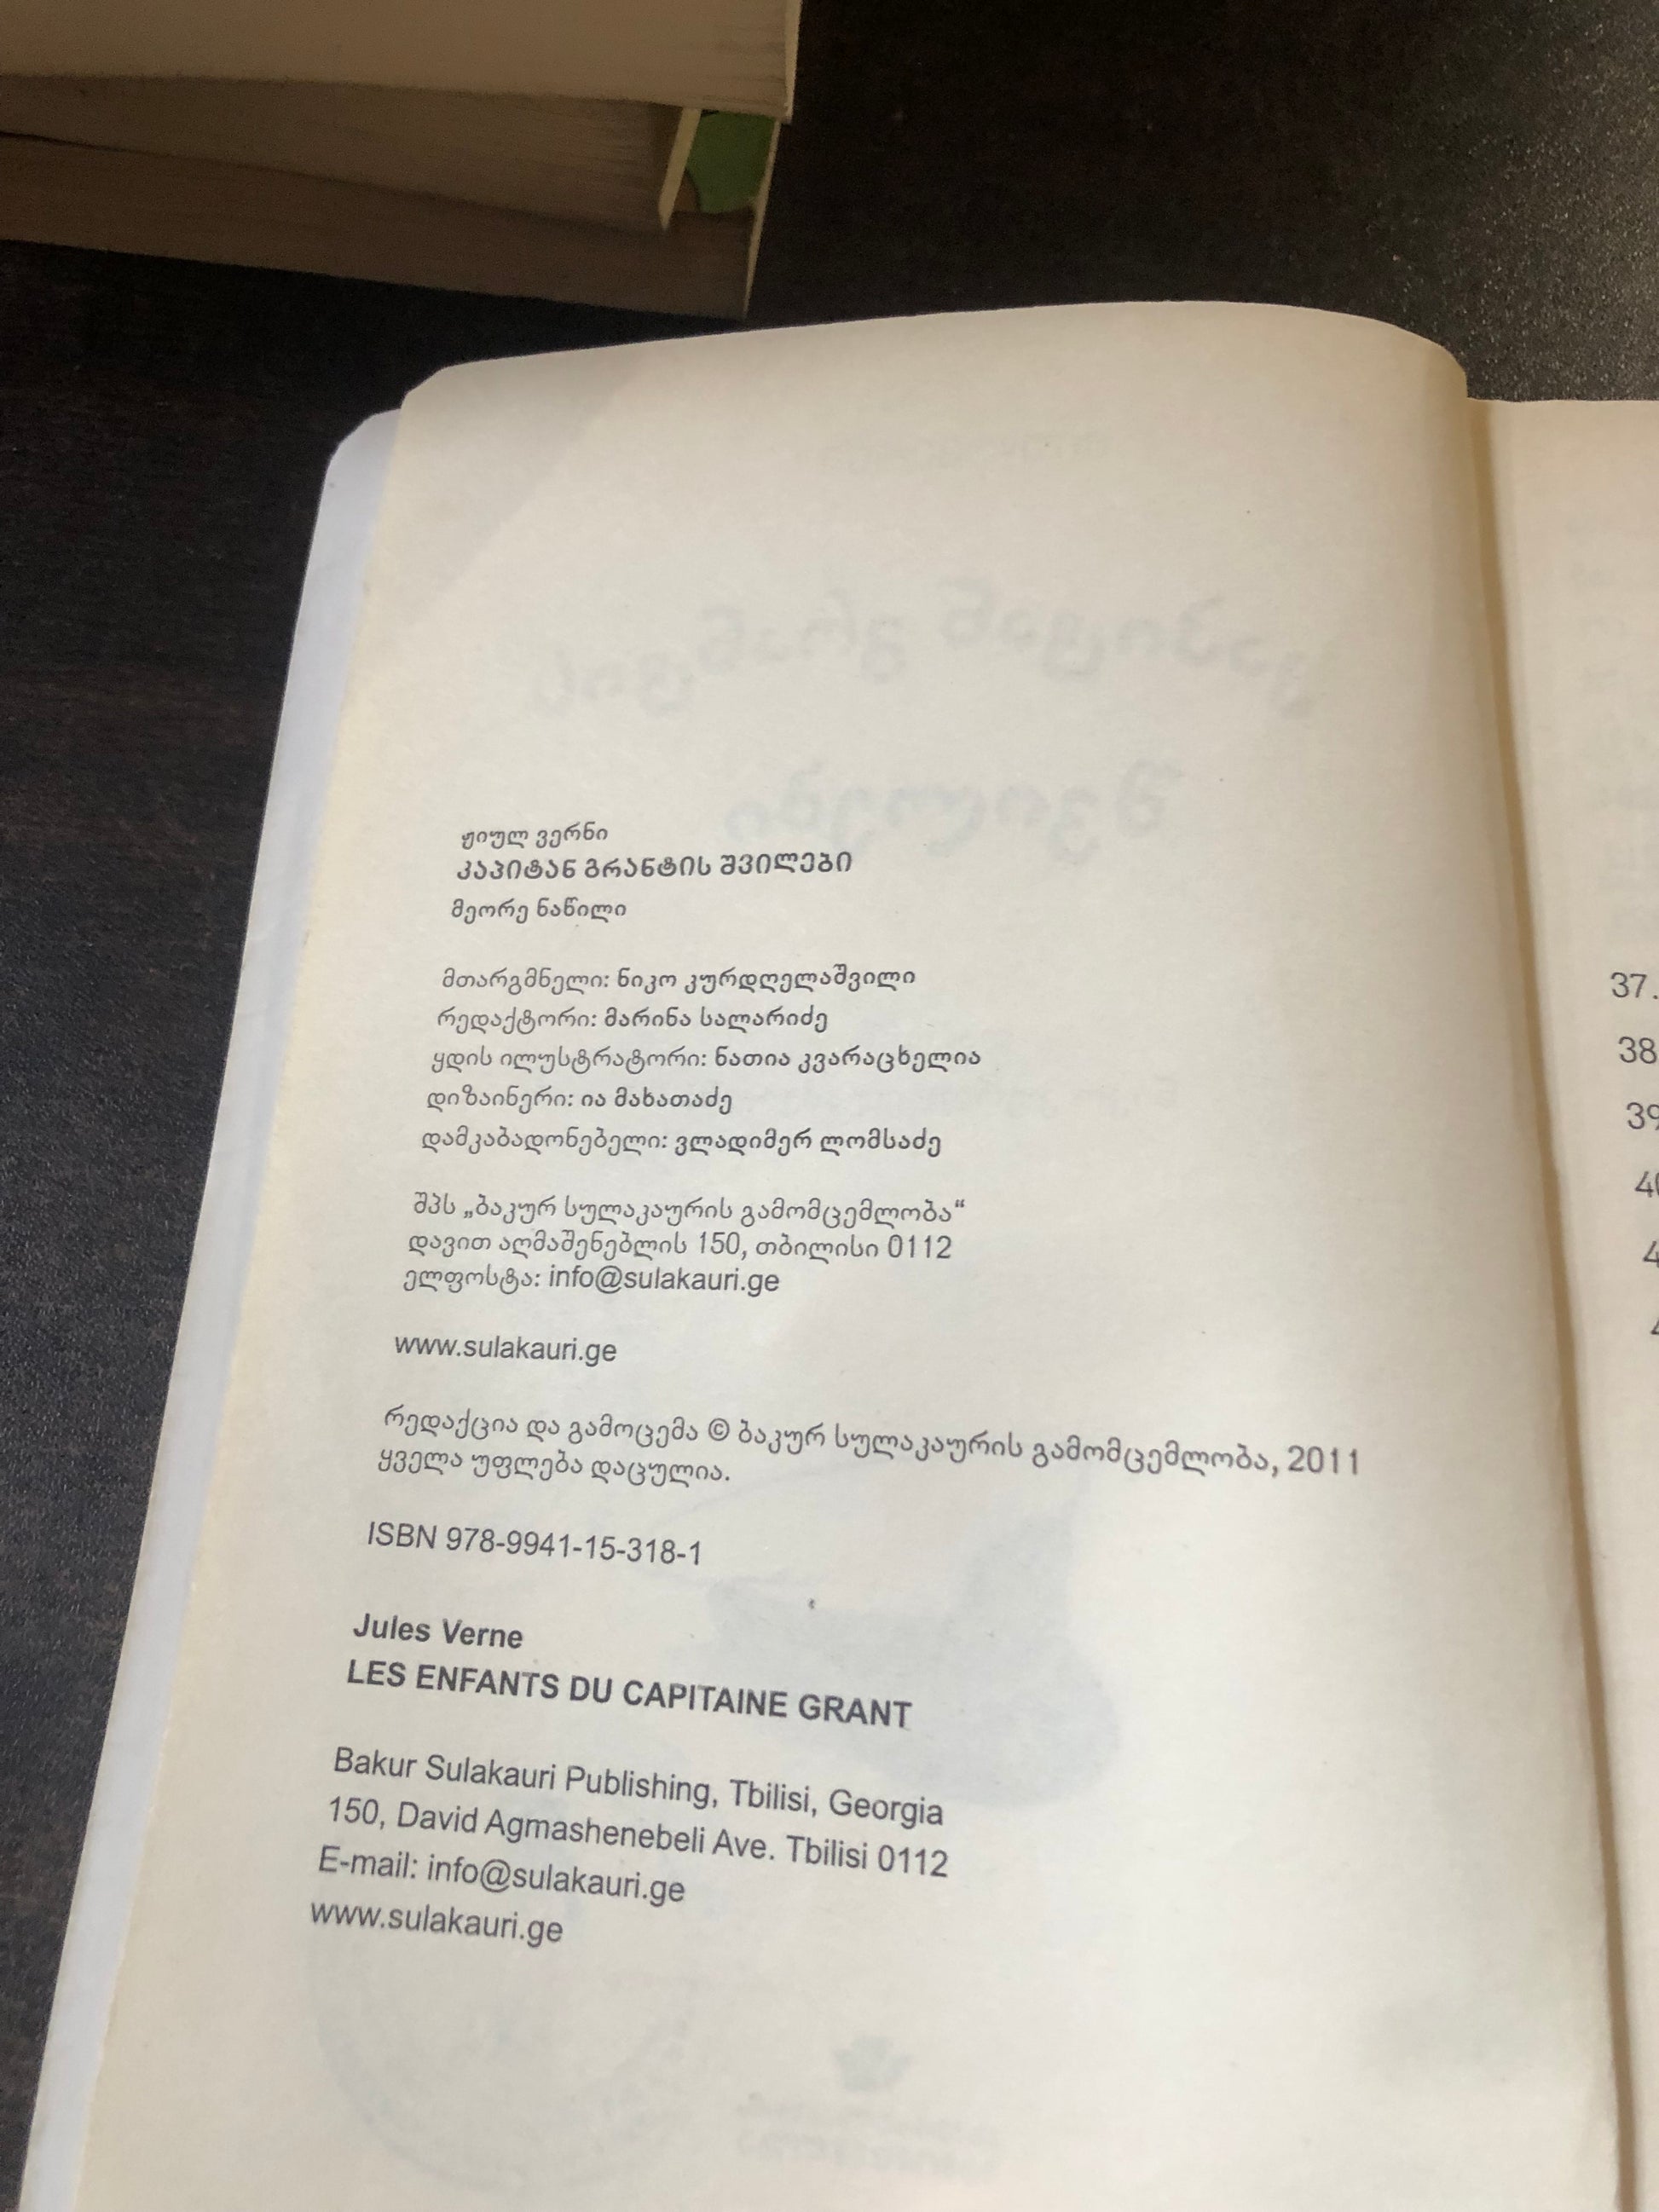 ჟიულ ვერნი
კაპიტან გრანტის შვილები
მეორე ნაწილი
მთარგმნელი: ნიკო კურდღელაშვილი
რედაქტორი: მარინა სალარიძე
ყდის ილუსტრატორი: ნათია კვარაცხელია
დიზაინერი: ია მახათაძე
დამკაბადონებელი: ვლადიმერ ლომსაძე
შპს „ბაკურ სულაკაურის გამომცემლობა“
დავით აღმაშენებლის 150, თბილისი 0112
ელფოსტა: info@sulakauri.ge
www.sulakauri.ge
რედაქცია და გამოცემა © ბაკურ სულაკაურის გამომცემლობა, 2011
ყველა უფლება დაცულია.
ISBN 978-9941-15-318-1
Jules Verne
LES ENFANTS DU CAPITAINE GRANT
Bakur Sulakauri Publishing, Tbilisi, Georgia
150, David Agmashenebeli Ave. Tbilisi 0112
E-mail: info@sulakauri.ge
www.sulakauri.ge
37.
38
39